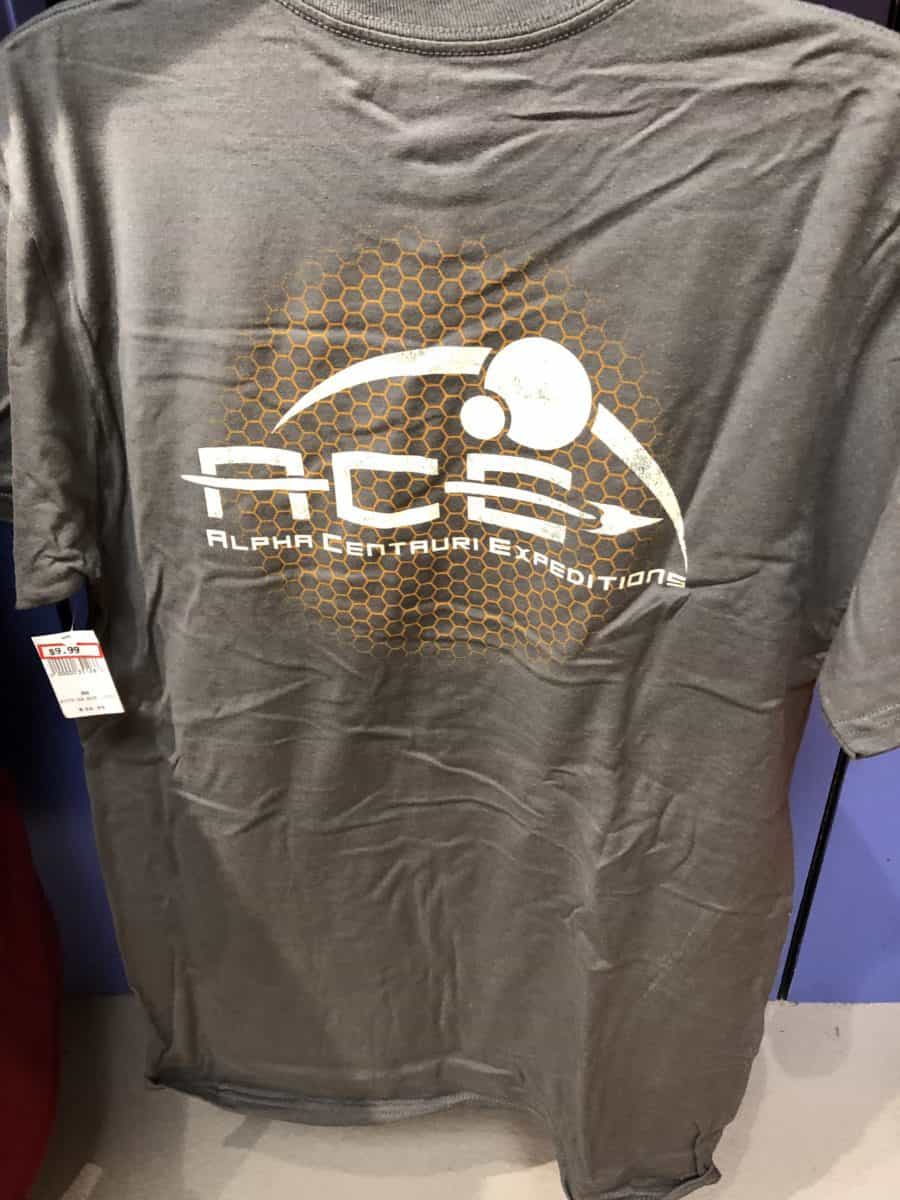 ACE
ALPHA CENTAURI EXPEDITIONS
$9.99